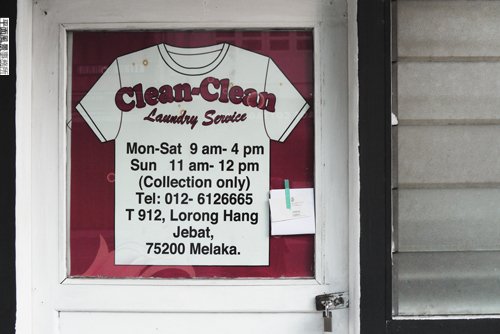 Clean-Clean
Laundry Service
Mon-Sat 9 am- 4 pm
Sun 11 am- 12 pm
(Collection only)
Tel: 012- 6126665
T 912, Lorong Hang
Jebat,
75200 Melaka.